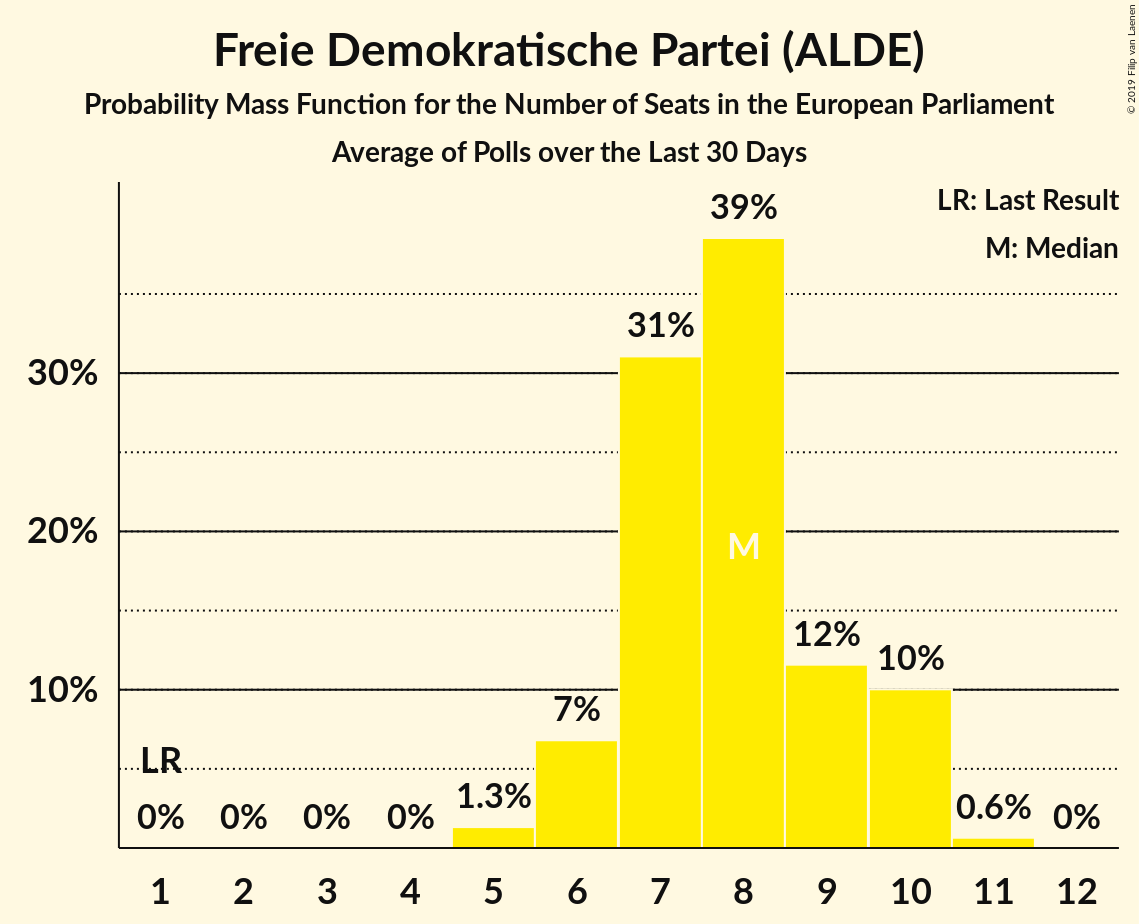 Freie Demokratische Partei (ALDE)
Probability Mass Function for the Number of Seats in the European Parliament
Average of Polls over the Last 30 Days
© 2019 Filip van Laenen
LR: Last Result
M: Median
39%
31%
30%
20%
M
12%
10%
10%
7%
LR
1.3%
0.6%
0%
0%
0%
0%
0%
1 2 3 4 5 6 7 8 9 10 11 12